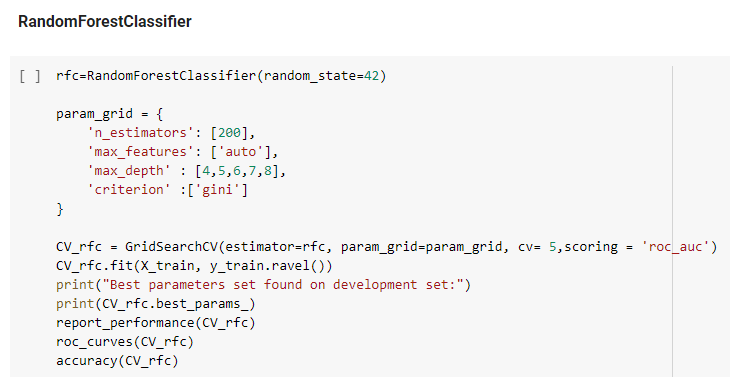 RandomForestClassifier
[ ] rfc=RandomForestClassifier(random_state=42)
param_grid = {
'n_estimators': [200],
'max_features': ['auto'],
'max_depth' : [4,5,6,7,8],
'criterion' :['gini']
}
CV_rfc = GridSearchCV(estimator=rfc, param_grid=param_grid, cv= 5,scoring = 'roc_auc')
CV_rfc.fit(X_train, y_train.ravel())
print("Best parameters set found on development set:")
print(CV_rfc.best_params_)
report_performance(CV_rfc)
roc_curves(CV_rfc)
accuracy(CV_rfc)